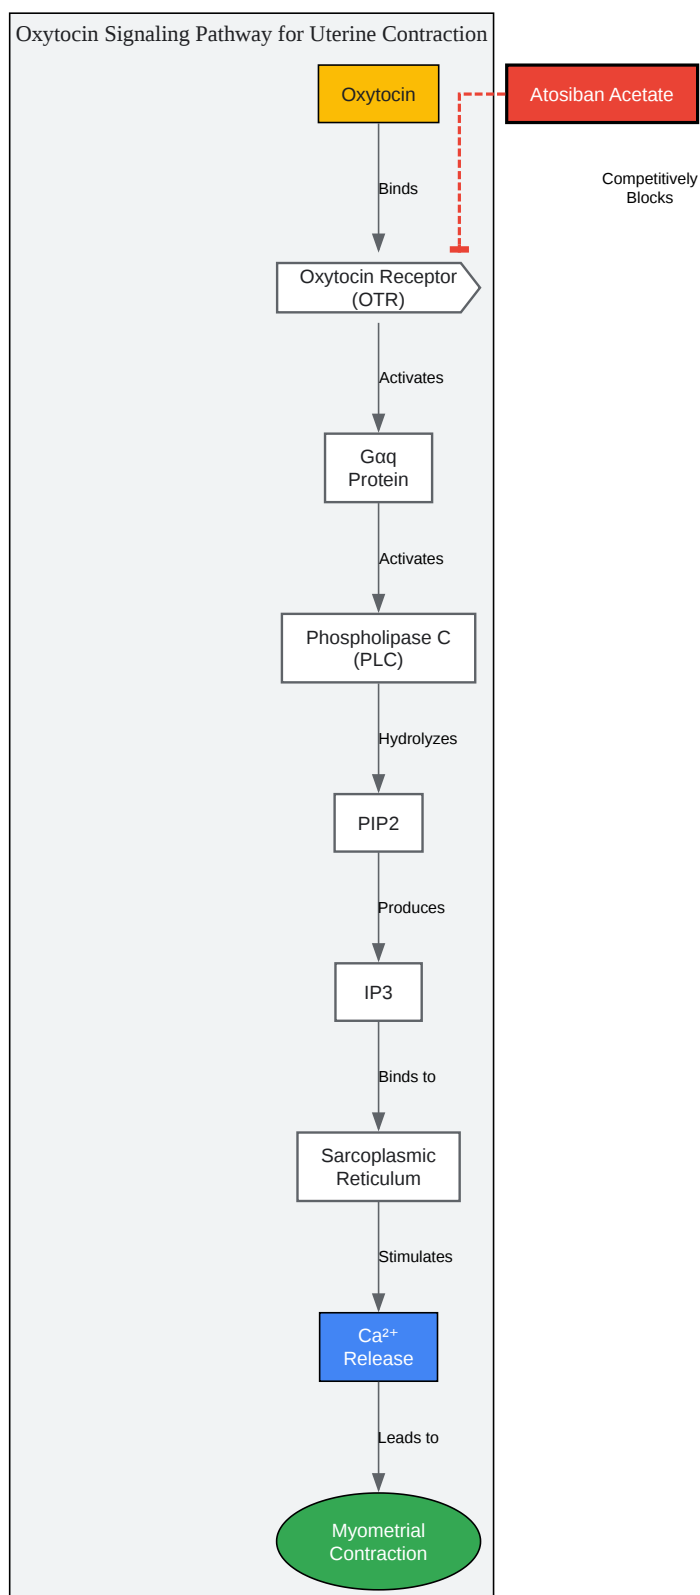 Oxytocin Signaling Pathway for Uterine Contraction
Oxytocin
Atosiban Acetate
Binds
Competitively
Blocks
Oxytocin Receptor
(OTR)
Activates
Gαq
Protein
Activates
Phospholipase C
(PLC)
Hydrolyzes
PIP2
Produces
IP3
Binds to
Sarcoplasmic
Reticulum
Stimulates
Ca²⁺
Release
Leads to
Myometrial
Contraction